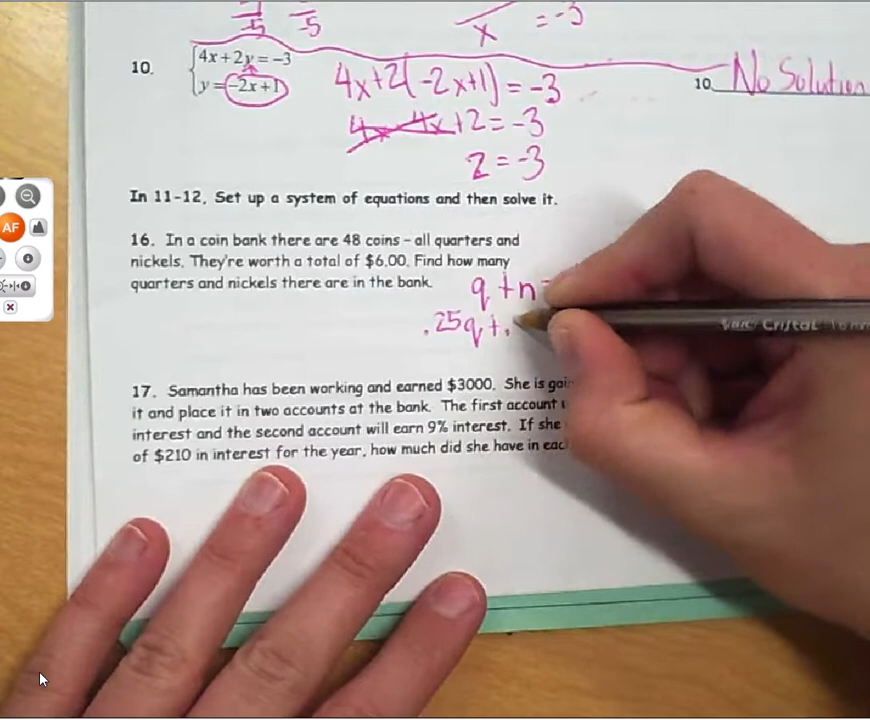 -5 -5
x = -3
10. { 4x + 2y = -3
y = -2x + 1
4x+2(-2x+1) = -3
4x - 4x + 2 = -3
2 = -3
10. No Solution
In 11-12, Set up a system of equations and then solve it.
16. In a coin bank there are 48 coins – all quarters and
nickels. They're worth a total of $6.00. Find how many
quarters and nickels there are in the bank.
q + n =
.25q + .
17. Samantha has been working and earned $3000. She is
it and place it in two accounts at the bank. The first account
interest and the second account will earn 9% interest. If she
of $210 in interest for the year, how much did she have in
AF